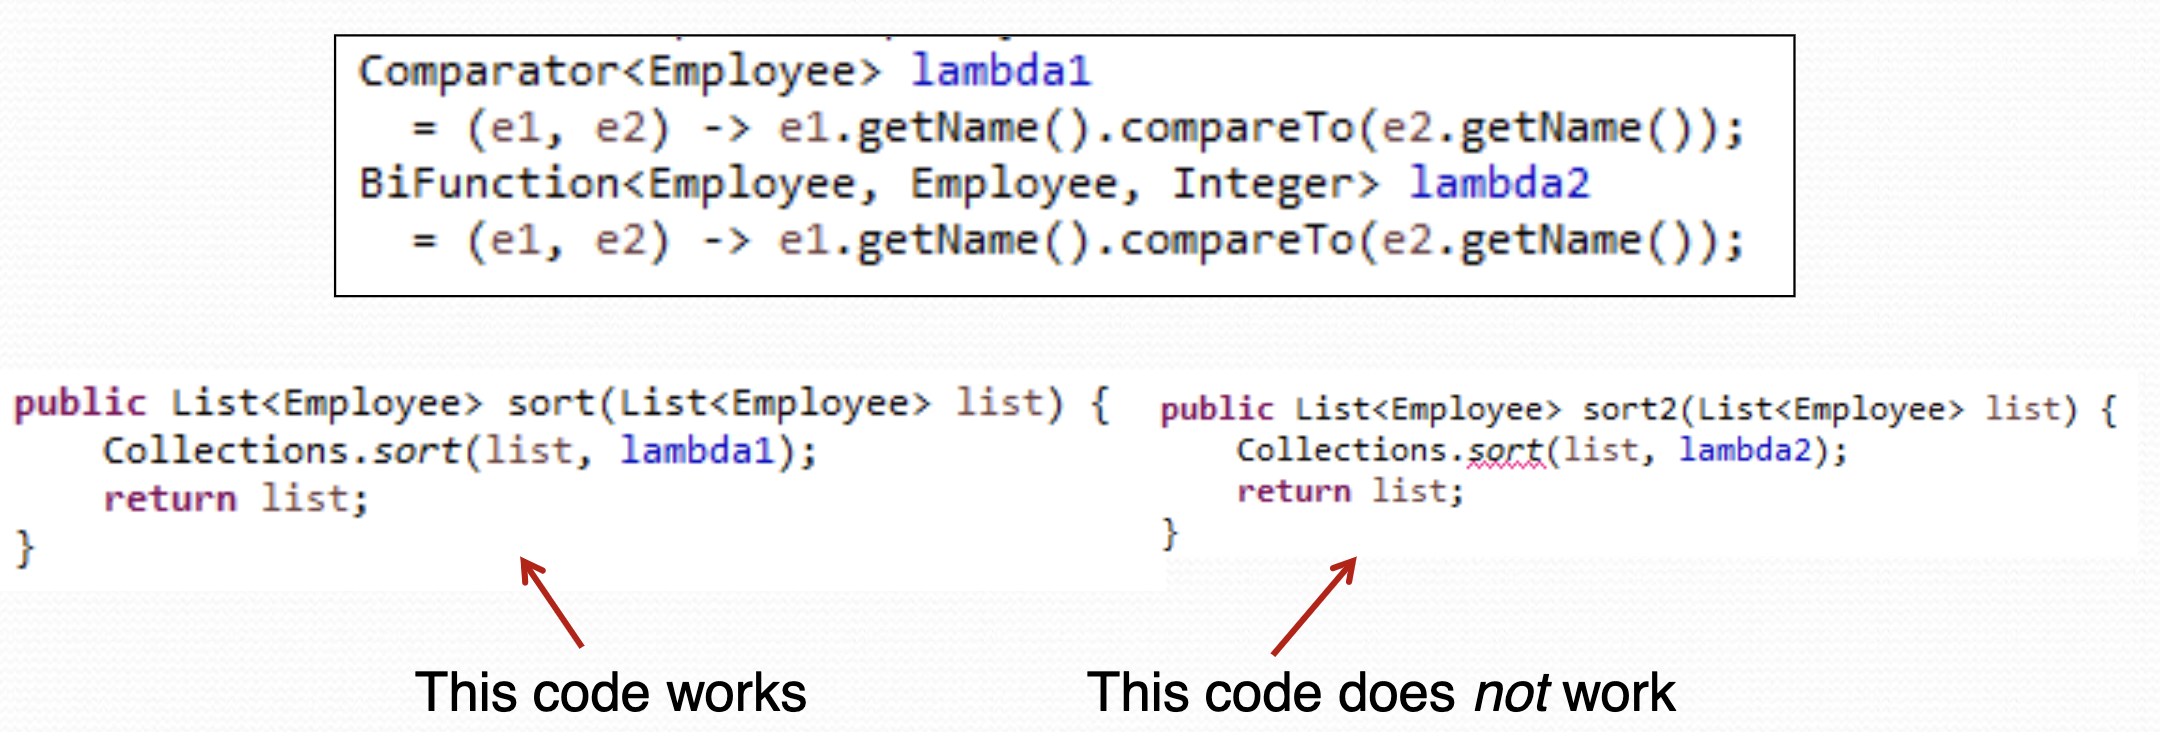 Comparator<Employee> lambda1
= (e1, e2) -> e1.getName().compareTo(e2.getName());
BiFunction<Employee, Employee, Integer> lambda2
= (e1, e2) -> e1.getName().compareTo(e2.getName());
public List<Employee> sort(List<Employee> list) {
Collections.sort(list, lambda1);
return list;
}
public List<Employee> sort2(List<Employee> list) {
Collections.sort(list, lambda2);
return list;
}
This code works
This code does not work